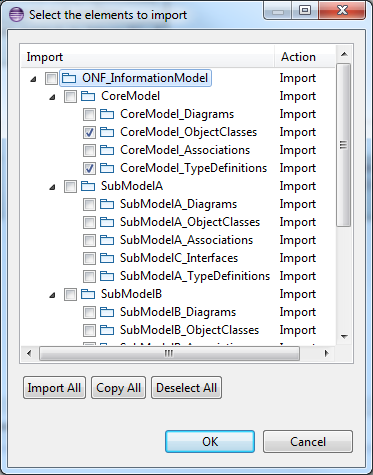 Select the elements to import
Import Action
ONF_InformationModel Import
CoreModel Import
CoreModel_Diagrams Import
CoreModel_ObjectClasses Import
CoreModel_Associations Import
CoreModel_TypeDefinitions Import
SubModelA Import
SubModelA_Diagrams Import
SubModelA_ObjectClasses Import
SubModelA_Associations Import
SubModelC_Interfaces Import
SubModelA_TypeDefinitions Import
SubModelB Import
SubModelB_Diagrams Import
SubModelB_ObjectClasses Import
Import All Copy All Deselect All
OK Cancel